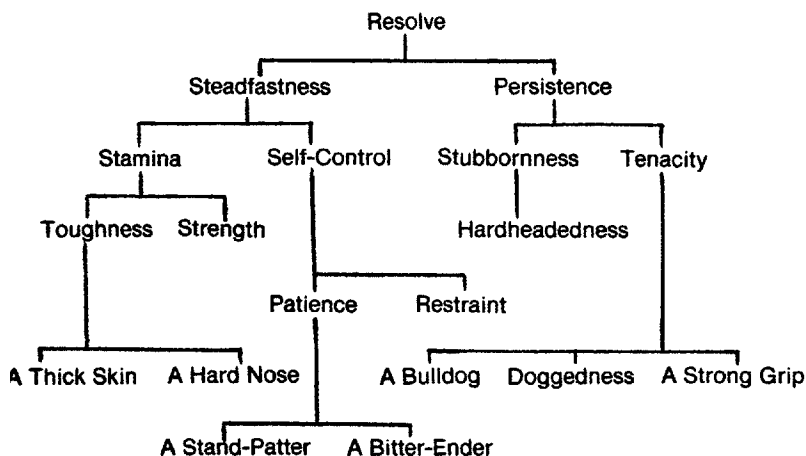 Resolve
Steadfastness Persistence
Stamina Self-Control Stubbornness Tenacity
Toughness Strength Hardheadedness
Patience Restraint
A Thick Skin A Hard Nose A Bulldog Doggedness A Strong Grip
A Stand-Patter A Bitter-Ender